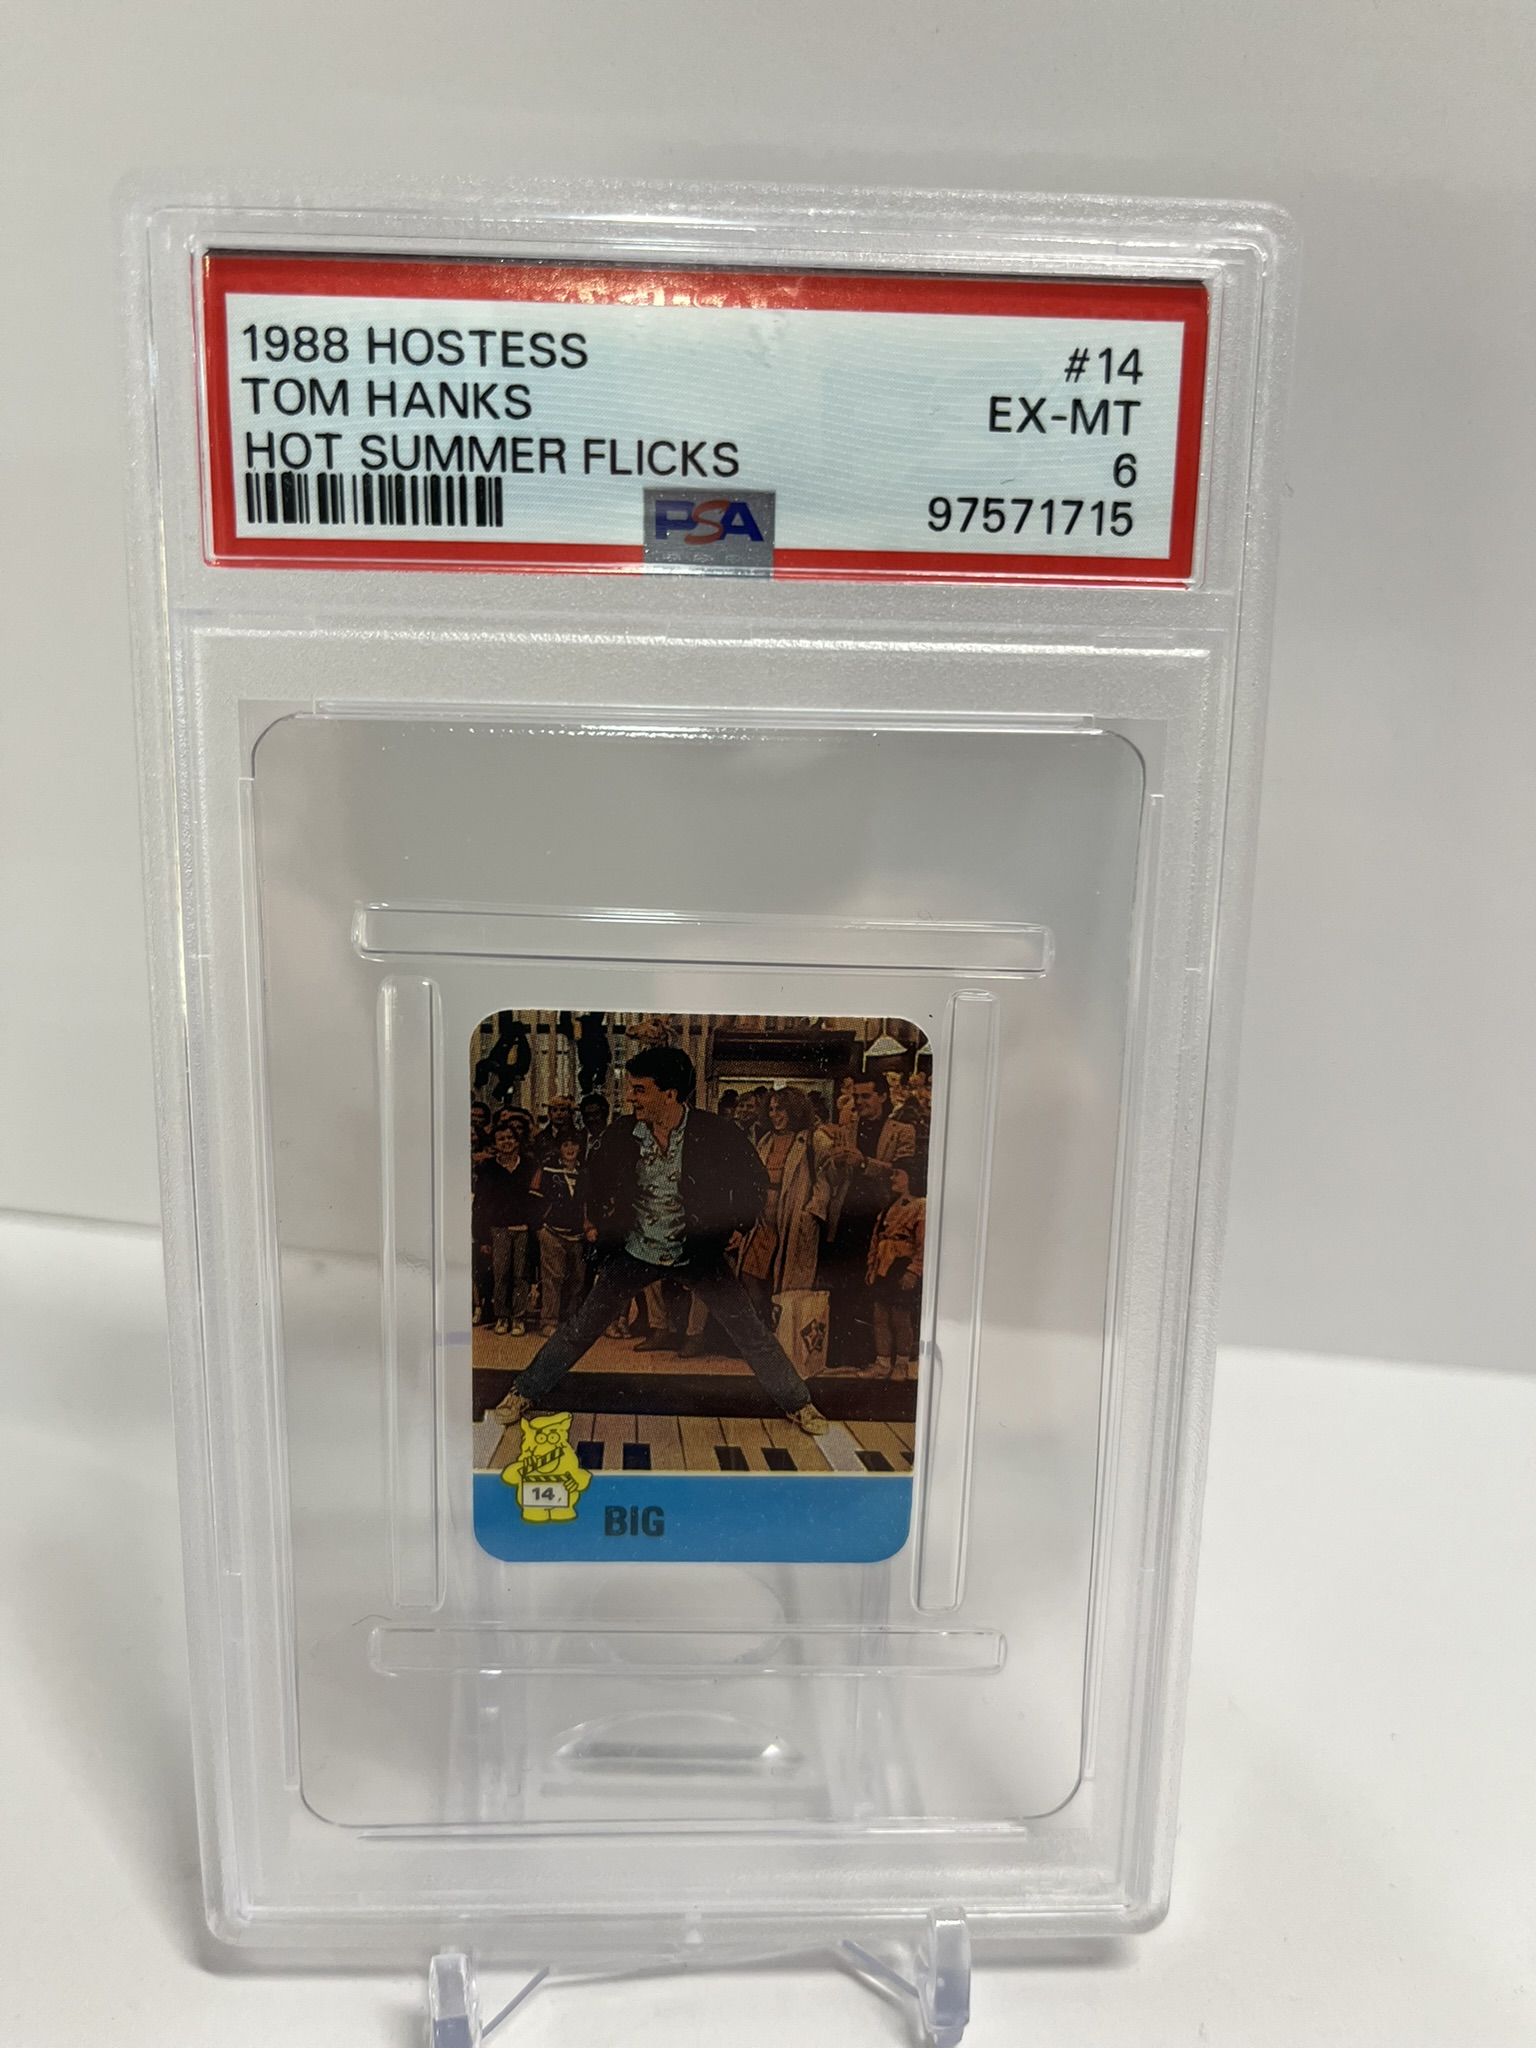 1988 HOSTESS
TOM HANKS
HOT SUMMER FLICKS
#14
EX-MT
6
97571715
PSA
14
BIG